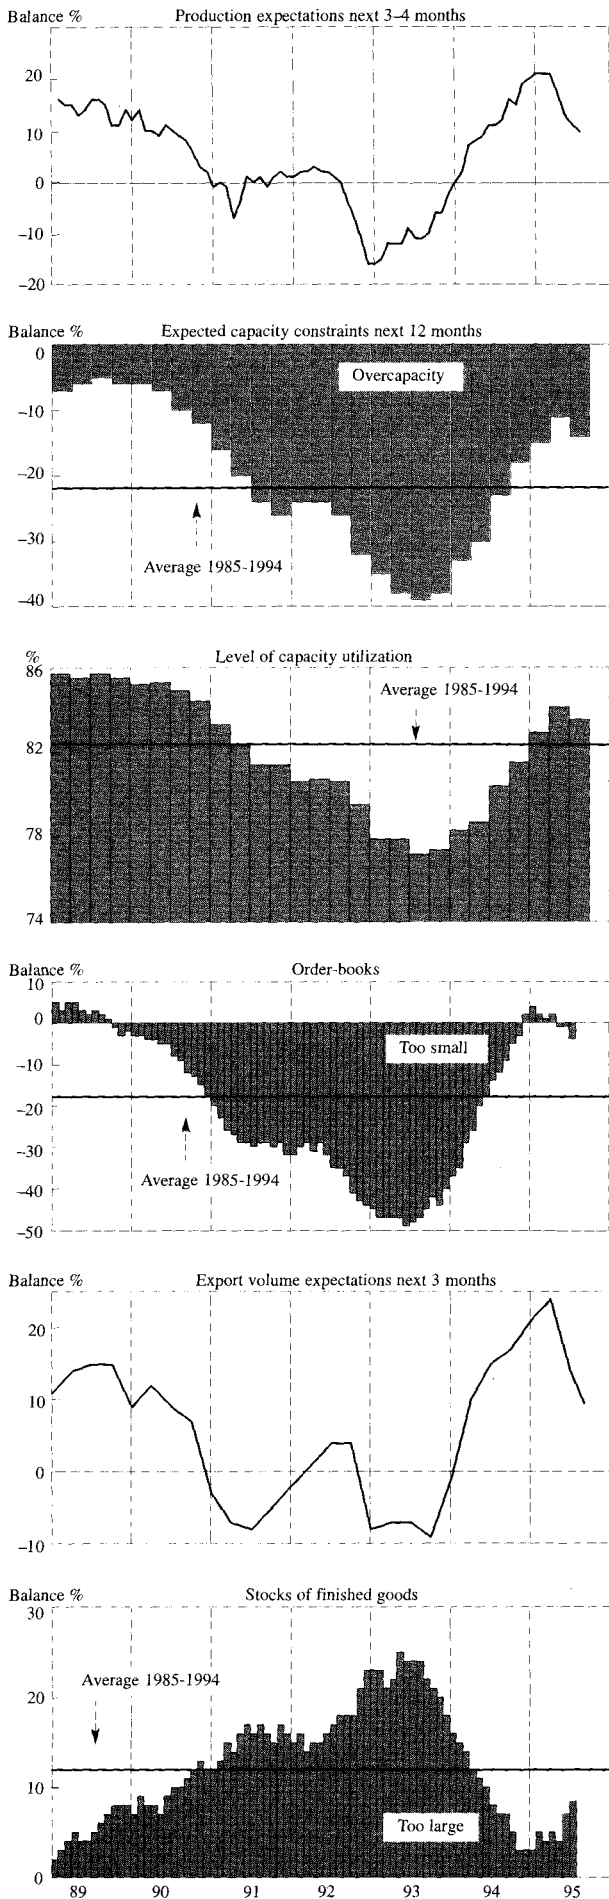 Balance % Production expectations next 3–4 months
20
10
0
–10
–20
Balance % Expected capacity constraints next 12 months
0
Overcapacity
–10
–20
–30
Average 1985-1994
–40
% Level of capacity utilization
86
Average 1985-1994
82
78
74
Balance % Order-books
10
0
Too small
–10
–20
–30
Average 1985-1994
–40
–50
Balance % Export volume expectations next 3 months
20
10
0
–10
Balance % Stocks of finished goods
30
Average 1985-1994
20
10
Too large
0
89 90 91 92 93 94 95